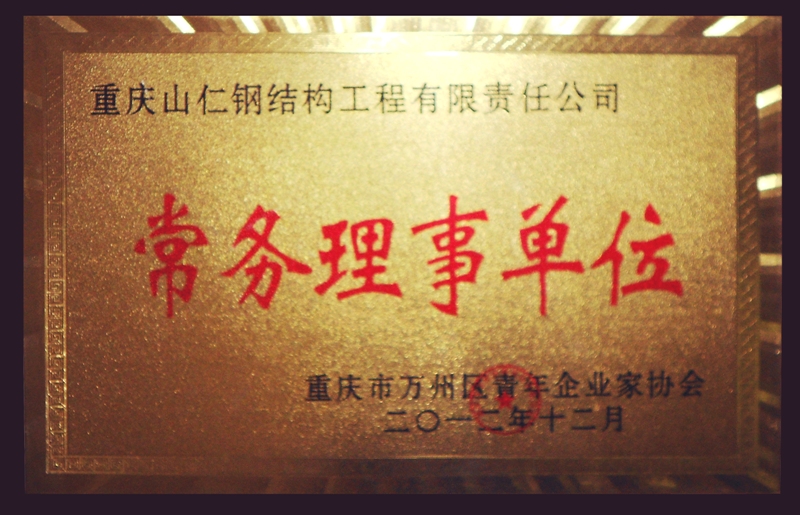 重庆山仁钢结构工程有限责任公司
常务理事单位
重庆市万州区青年企业家协会
二〇一二年十二月